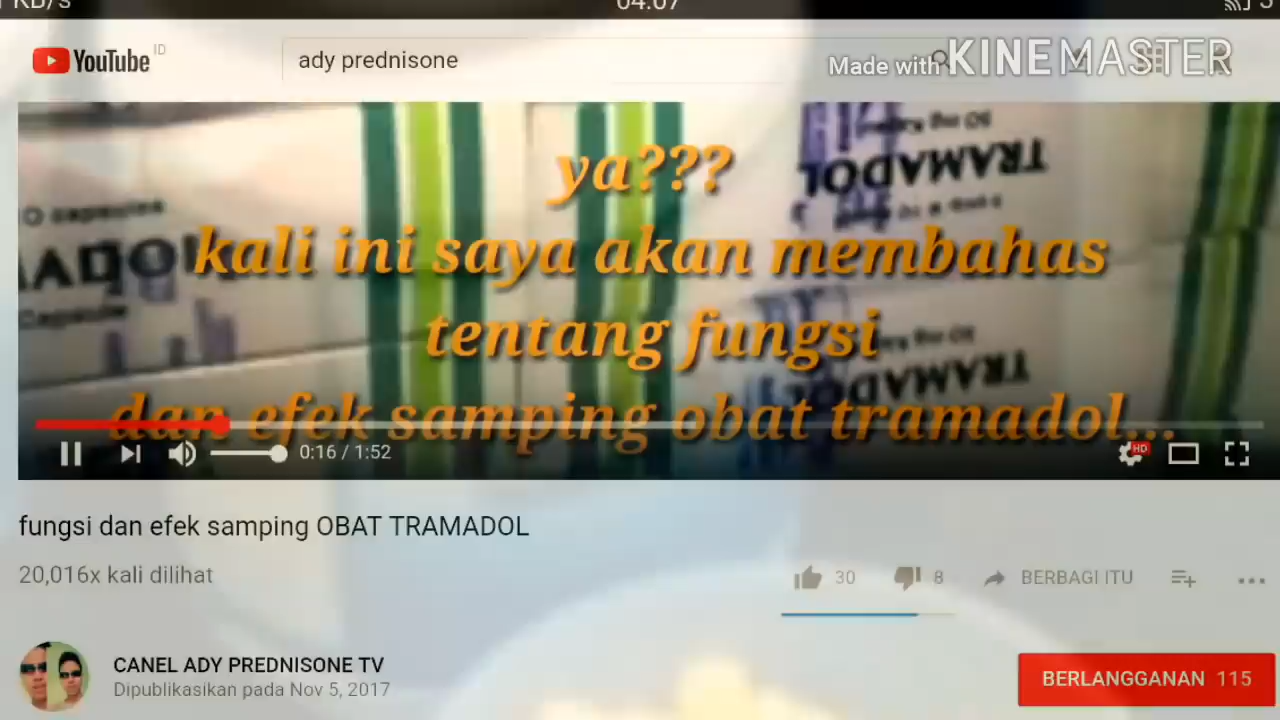 04:07
YouTube ID
ady prednisone
Made with KINEMASTER
ya???
kali ini saya akan membahas
tentang fungsi
dan efek samping obat tramadol...
TRAMADOL
TRAMADOL
0:16 / 1:52
HD
fungsi dan efek samping OBAT TRAMADOL
20,016x kali dilihat
30
8
BERBAGI ITU
CANEL ADY PREDNISONE TV
Dipublikasikan pada Nov 5, 2017
BERLANGGANAN 115